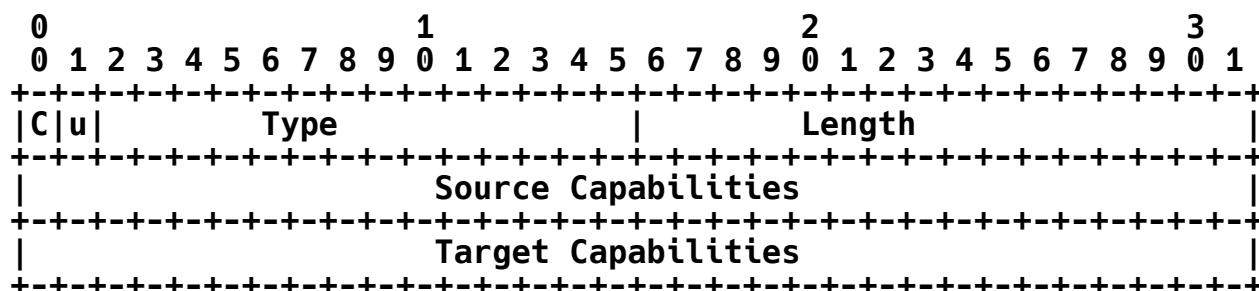 0                   1                   2                   3
 0 1 2 3 4 5 6 7 8 9 0 1 2 3 4 5 6 7 8 9 0 1 2 3 4 5 6 7 8 9 0 1
+-+-+-+-+-+-+-+-+-+-+-+-+-+-+-+-+-+-+-+-+-+-+-+-+-+-+-+-+-+-+-+-+
|C|u|        Type               |        Length                 |
+-+-+-+-+-+-+-+-+-+-+-+-+-+-+-+-+-+-+-+-+-+-+-+-+-+-+-+-+-+-+-+-+
|                     Source Capabilities                       |
+-+-+-+-+-+-+-+-+-+-+-+-+-+-+-+-+-+-+-+-+-+-+-+-+-+-+-+-+-+-+-+-+
|                     Target Capabilities                       |
+-+-+-+-+-+-+-+-+-+-+-+-+-+-+-+-+-+-+-+-+-+-+-+-+-+-+-+-+-+-+-+-+